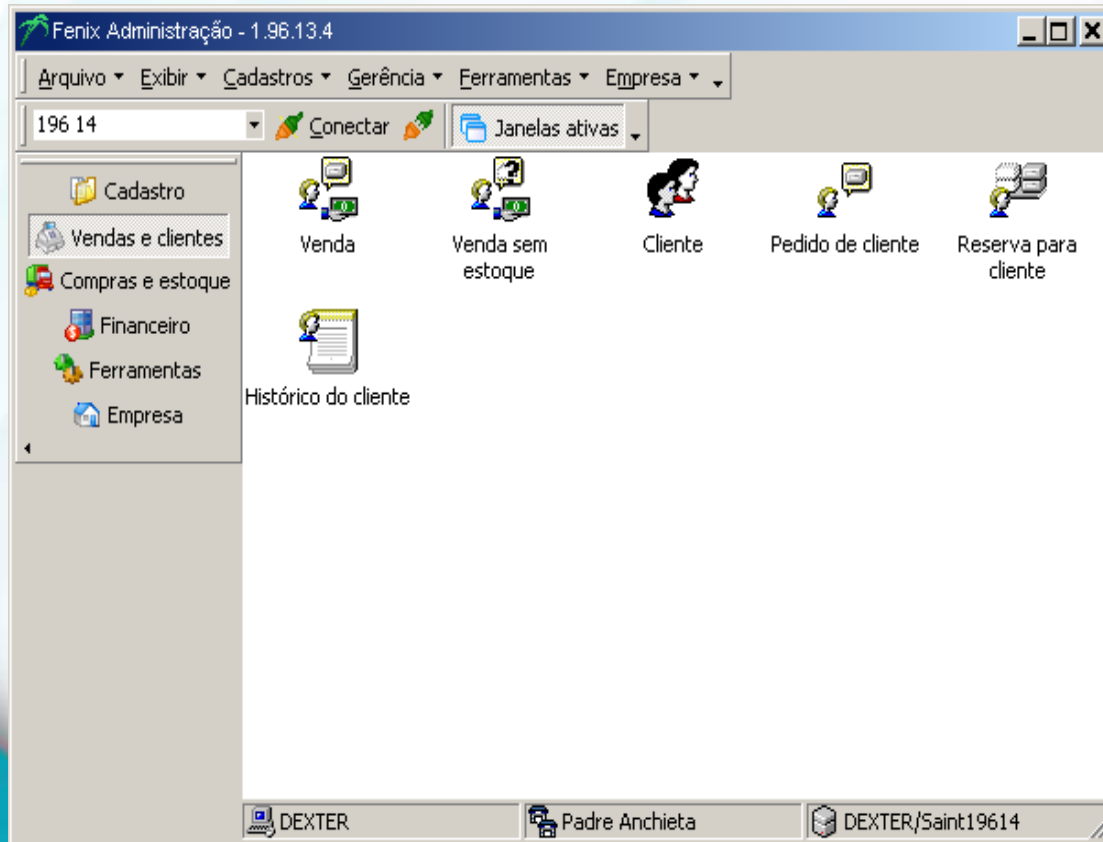 Fenix Administração - 1.96.13.4
Arquivo Exibir Cadastros Gerência Ferramentas Empresa
196 14 Conectar Janelas ativas
Cadastro
Vendas e clientes
Compras e estoque
Financeiro
Ferramentas
Empresa
Venda
Venda sem
estoque
Cliente
Pedido de cliente
Reserva para
cliente
Histórico do cliente
DEXTER
Padre Anchieta
DEXTER/Saint19614